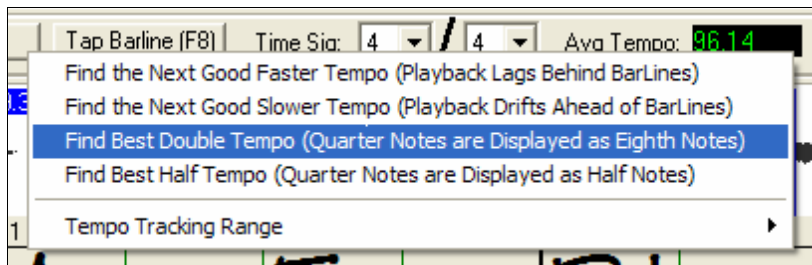 Tap Barline (F8) Time Sig: 4 / 4 Avg Tempo: 96.14
Find the Next Good Faster Tempo (Playback Lags Behind BarLines)
Find the Next Good Slower Tempo (Playback Drifts Ahead of BarLines)
Find Best Double Tempo (Quarter Notes are Displayed as Eighth Notes)
Find Best Half Tempo (Quarter Notes are Displayed as Half Notes)
Tempo Tracking Range
1